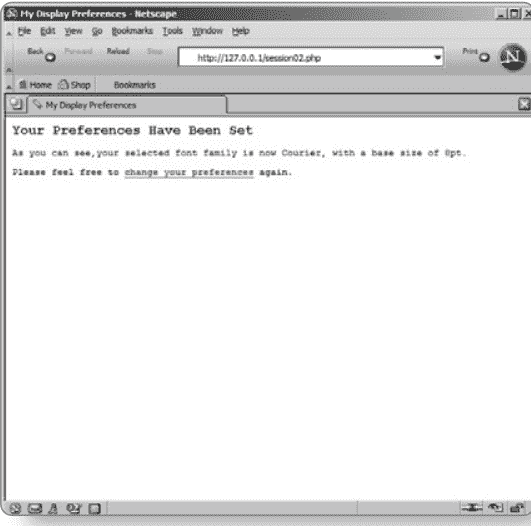 My Display Preferences - Netscape
File Edit View Go Bookmarks Tools Window Help
Back Forward Reload Stop http://127.0.0.1/session02.php Print N
Home Shop Bookmarks
My Display Preferences
Your Preferences Have Been Set
As you can see,your selected font family is now Courier, with a base size of 8pt.
Please feel free to change your preferences again.